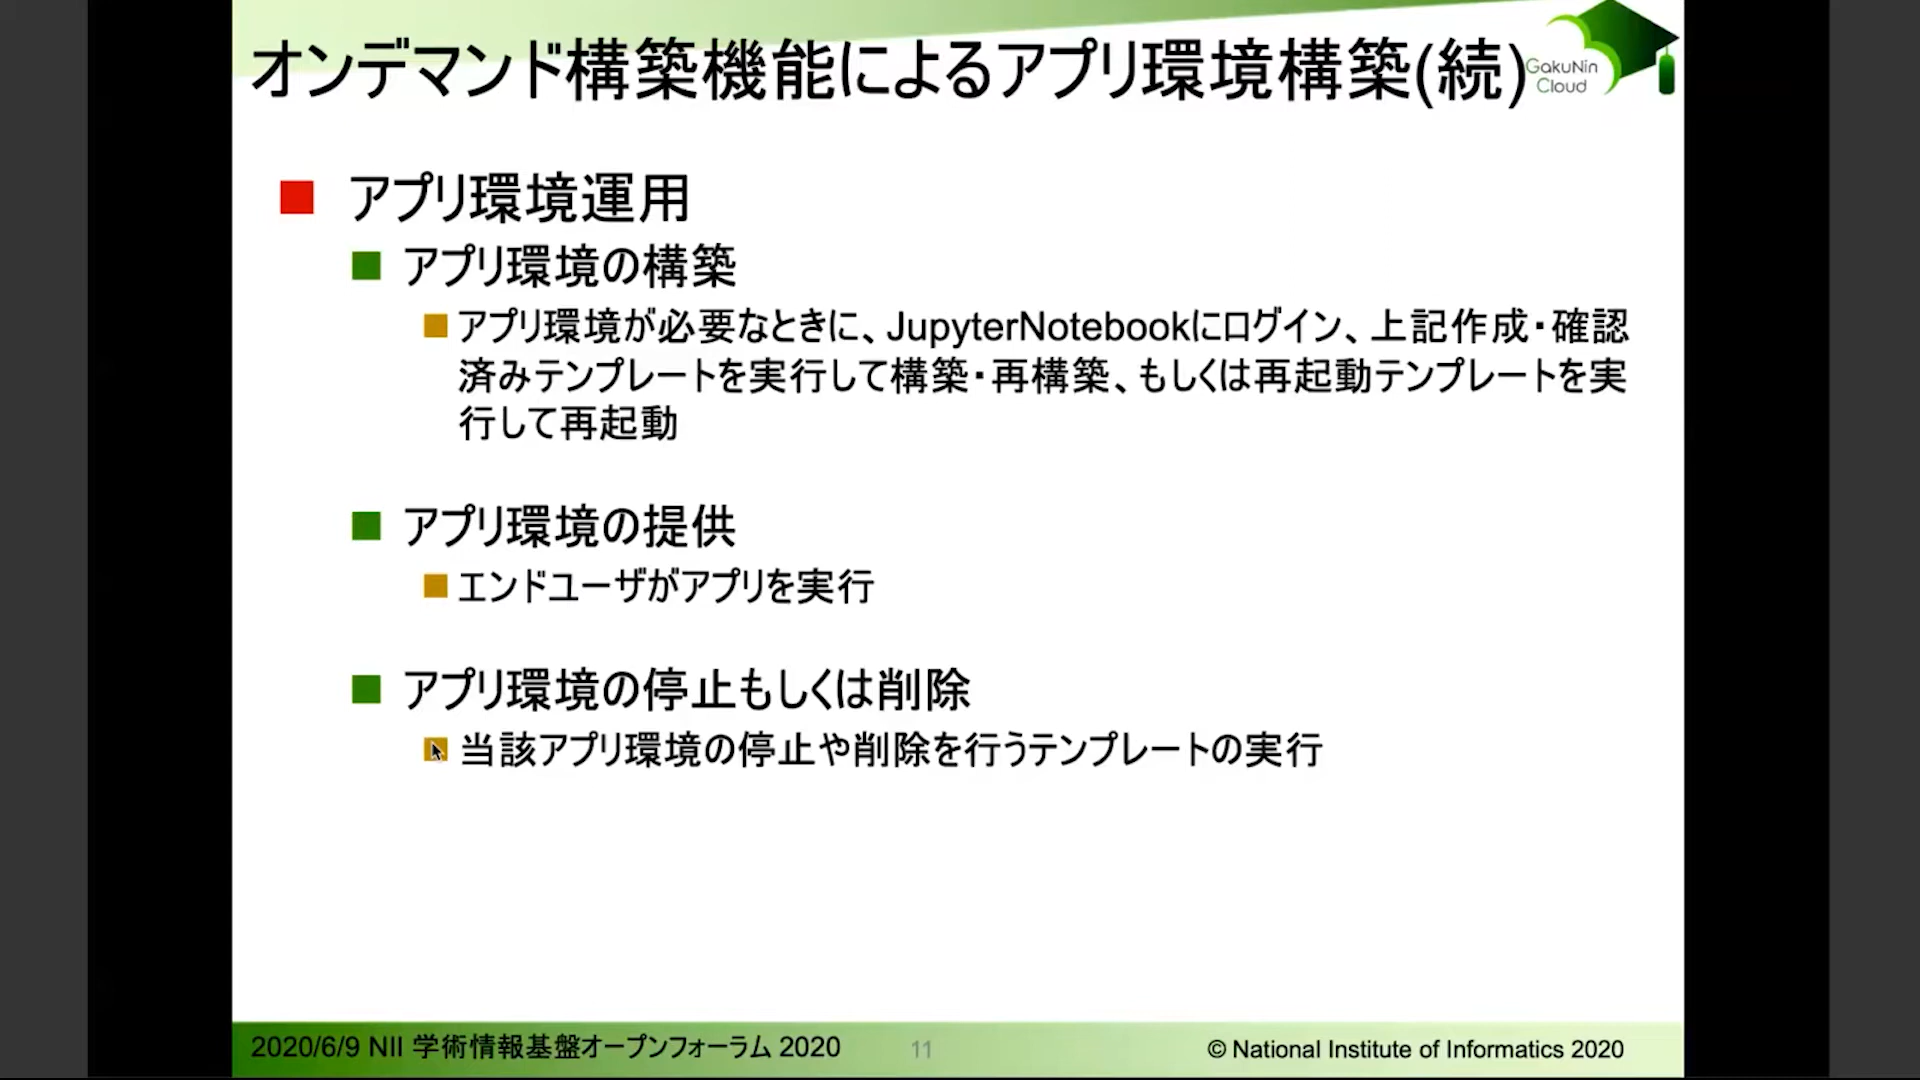 オンデマンド構築機能によるアプリ環境構築(続)
GakuNin
Cloud
アプリ環境運用
アプリ環境の構築
アプリ環境が必要なときに、JupyterNotebookにログイン、上記作成・確認
済みテンプレートを実行して構築・再構築、もしくは再起動テンプレートを実
行して再起動
アプリ環境の提供
エンドユーザがアプリを実行
アプリ環境の停止もしくは削除
当該アプリ環境の停止や削除を行うテンプレートの実行
2020/6/9 NII 学術情報基盤オープンフォーラム 2020
11
© National Institute of Informatics 2020